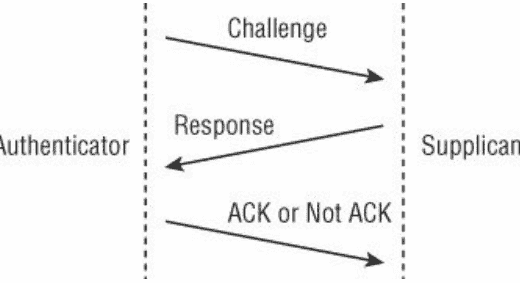 Challenge
Response
Authenticator
Supplican
ACK or Not ACK